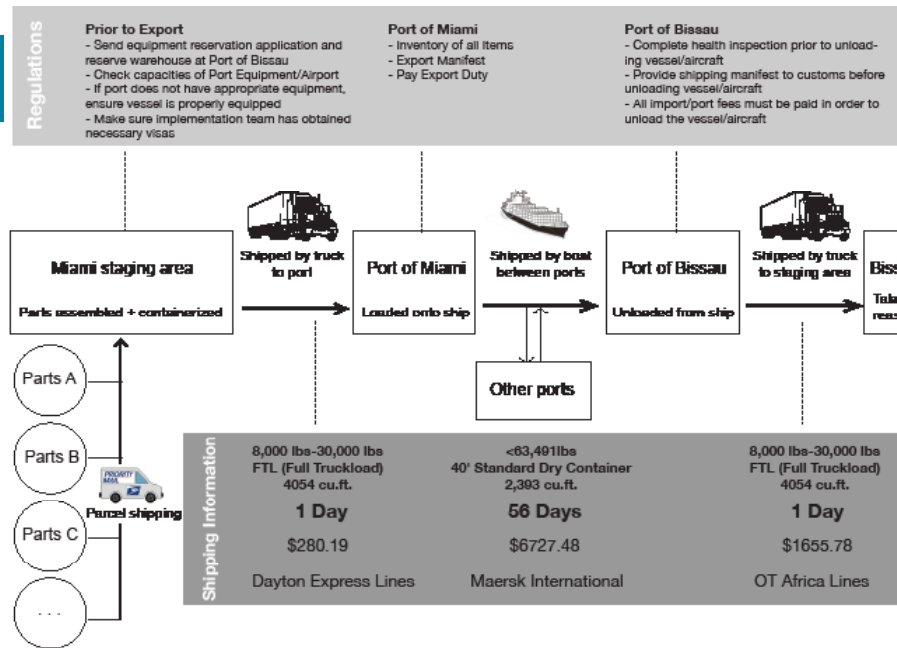 Regulations
Prior to Export
- Send equipment reservation application and
reserve warehouse at Port of Bissau
- Check capacities of Port Equipment/Airport
- If port does not have appropriate equipment,
ensure vessel is properly equipped
- Make sure implementation team has obtained
necessary visas
Port of Miami
- Inventory of all items
- Export Manifest
- Pay Export Duty
Port of Bissau
- Complete health inspection prior to unload-
ing vessel/aircraft
- Provide shipping manifest to customs before
unloading vessel/aircraft
- All import/port fees must be paid in order to
unload the vessel/aircraft
Miami staging area
Parts assembled + containerized
Shipped by truck
to port
Port of Miami
Loaded onto ship
Shipped by boat
between ports
Port of Bissau
Unloaded from ship
Shipped by truck
to staging area
Other ports
Parts A
Parts B
PRIORITY
MAIL
Parcel shipping
Parts C
. . .
Shipping Information
8,000 lbs-30,000 lbs
FTL (Full Truckload)
4054 cu.ft.
1 Day
$280.19
Dayton Express Lines
<63,491lbs
40' Standard Dry Container
2,393 cu.ft.
56 Days
$6727.48
Maersk International
8,000 lbs-30,000 lbs
FTL (Full Truckload)
4054 cu.ft.
1 Day
$1655.78
OT Africa Lines